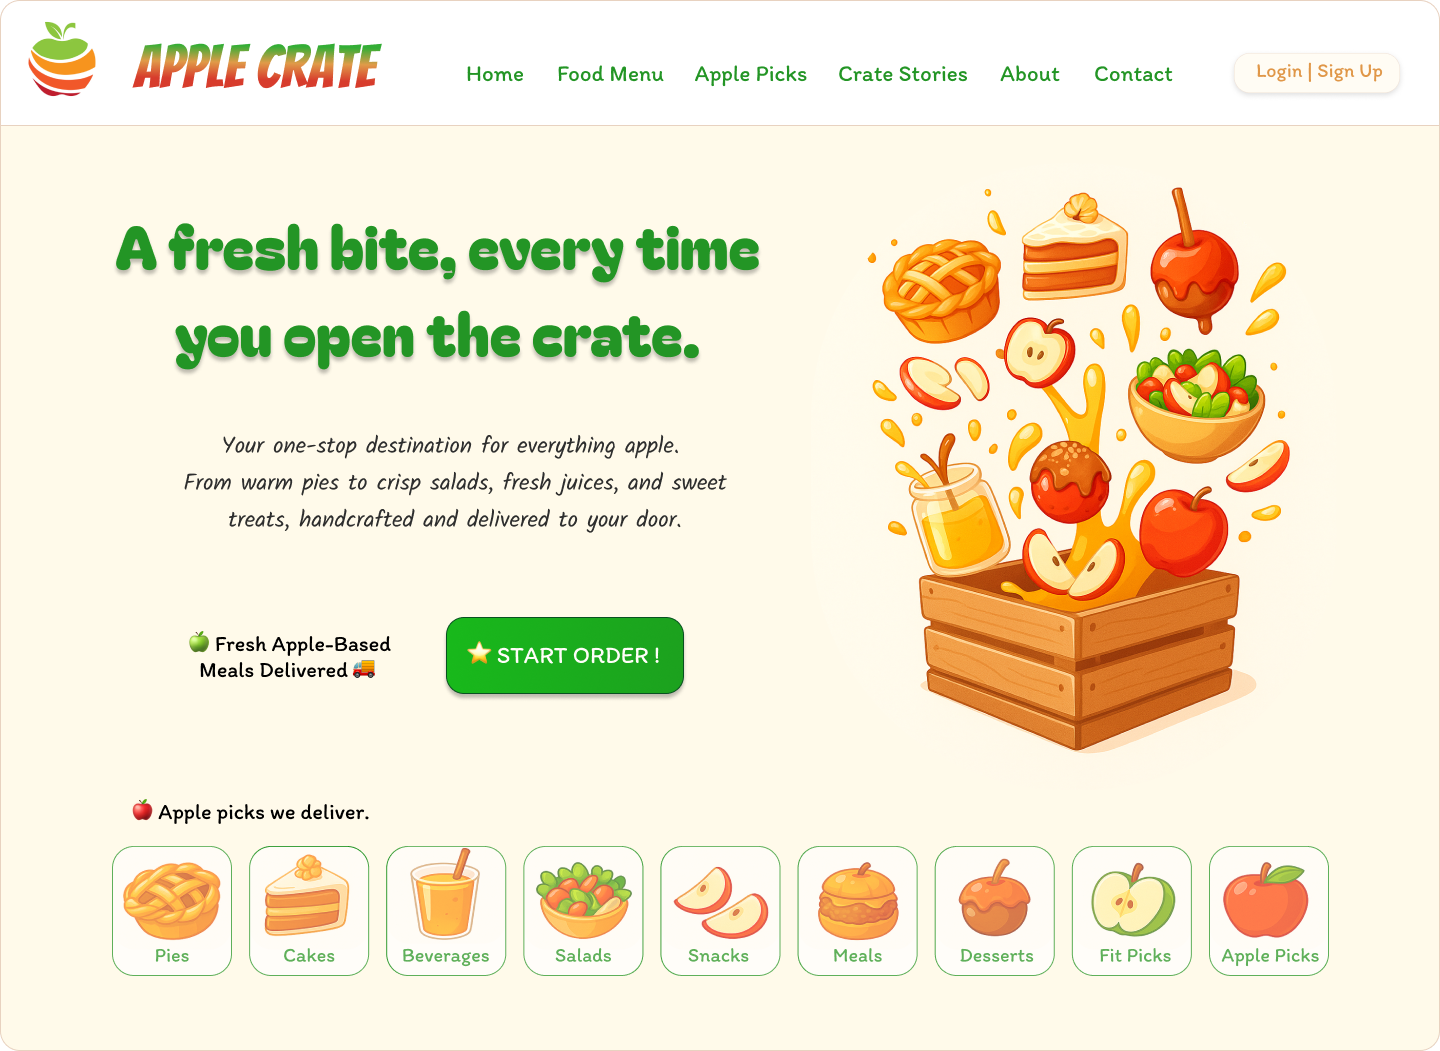 APPLE CRATE
Home Food Menu Apple Picks Crate Stories About Contact
Login | Sign Up
A fresh bite, every time
you open the crate.
Your one-stop destination for everything apple.
From warm pies to crisp salads, fresh juices, and sweet
treats, handcrafted and delivered to your door.
🍏 Fresh Apple-Based
Meals Delivered 🚚
⭐ START ORDER !
🍎 Apple picks we deliver.
Pies
Cakes
Beverages
Salads
Snacks
Meals
Desserts
Fit Picks
Apple Picks